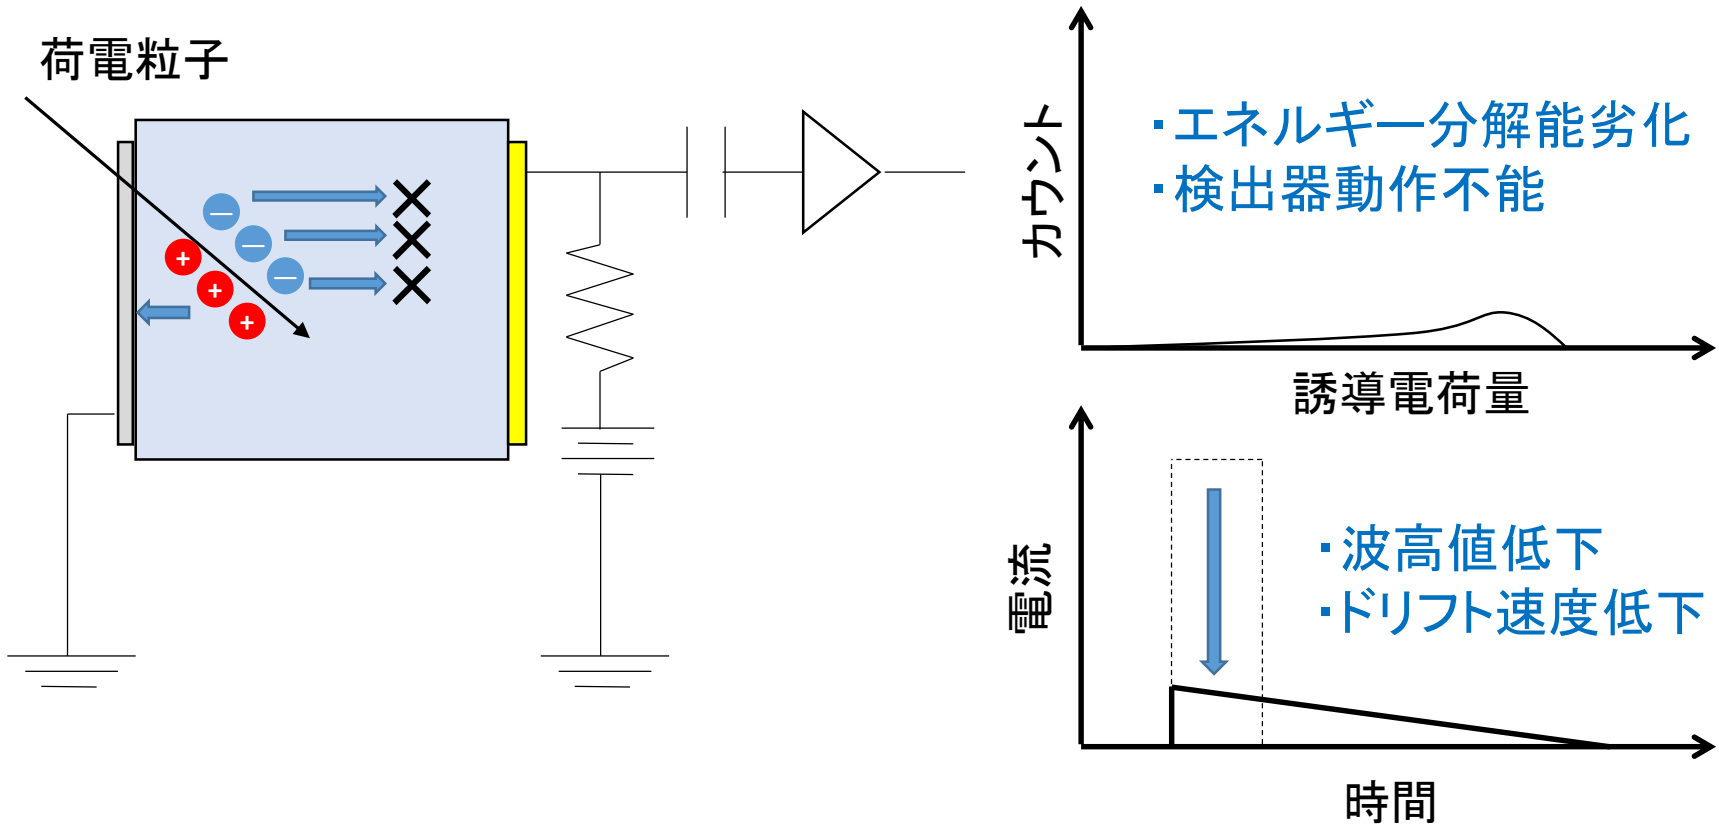 荷電粒子
―
―
―
+
+
+
カウント
・エネルギー分解能劣化
・検出器動作不能
誘導電荷量
電流
・波高値低下
・ドリフト速度低下
時間